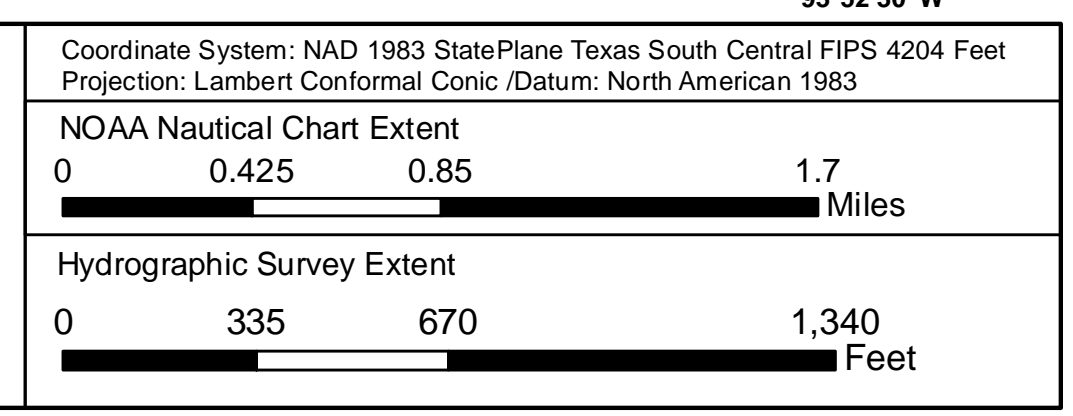 Coordinate System: NAD 1983 StatePlane Texas South Central FIPS 4204 Feet
Projection: Lambert Conformal Conic /Datum: North American 1983
NOAA Nautical Chart Extent
0 0.425 0.85 1.7
Miles
Hydrographic Survey Extent
0 335 670 1,340
Feet